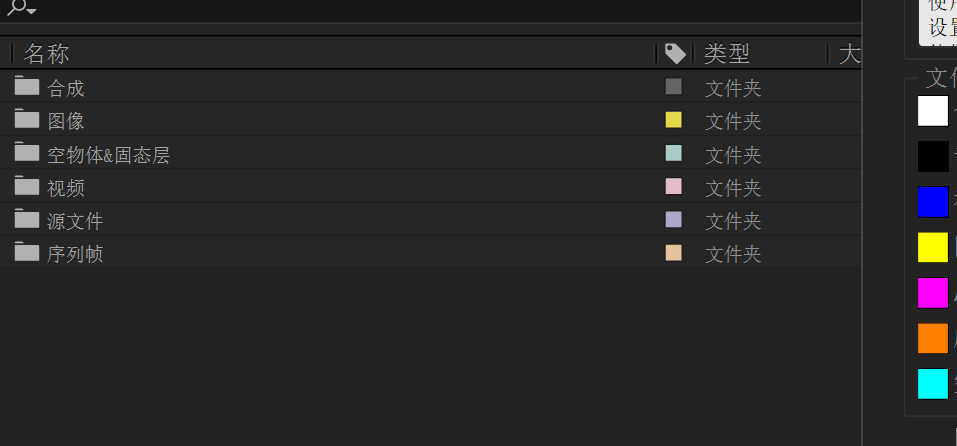 名称 类型 大
合成 文件夹
图像 文件夹
空物体&固态层 文件夹
视频 文件夹
源文件 文件夹
序列帧 文件夹
设置
文件